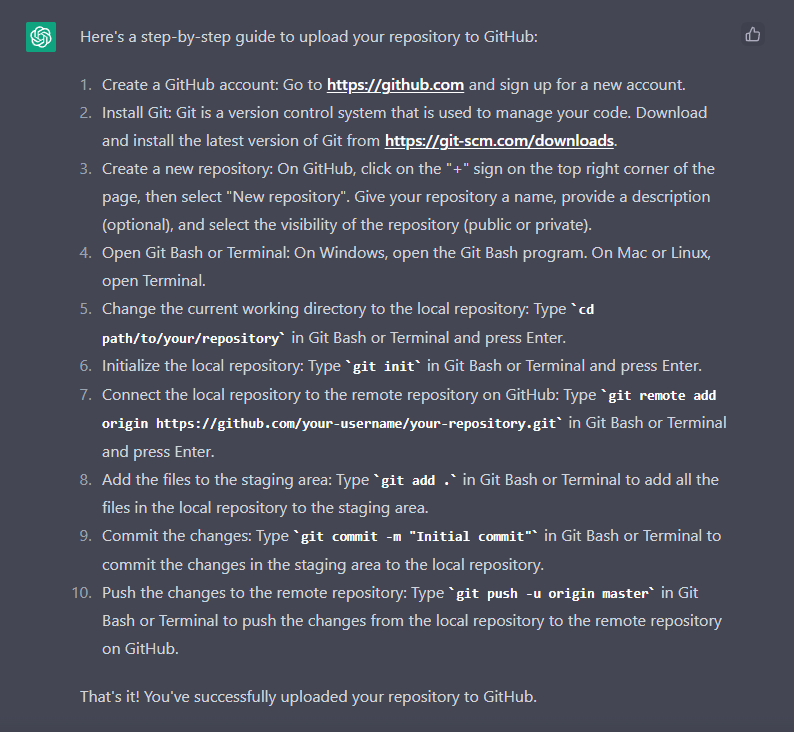 Here's a step-by-step guide to upload your repository to GitHub:
1. Create a GitHub account: Go to https://github.com and sign up for a new account.
2. Install Git: Git is a version control system that is used to manage your code. Download
and install the latest version of Git from https://git-scm.com/downloads.
3. Create a new repository: On GitHub, click on the "+" sign on the top right corner of the
page, then select "New repository". Give your repository a name, provide a description
(optional), and select the visibility of the repository (public or private).
4. Open Git Bash or Terminal: On Windows, open the Git Bash program. On Mac or Linux,
open Terminal.
5. Change the current working directory to the local repository: Type `cd
path/to/your/repository` in Git Bash or Terminal and press Enter.
6. Initialize the local repository: Type `git init` in Git Bash or Terminal and press Enter.
7. Connect the local repository to the remote repository on GitHub: Type `git remote add
origin https://github.com/your-username/your-repository.git` in Git Bash or Terminal
and press Enter.
8. Add the files to the staging area: Type `git add .` in Git Bash or Terminal to add all the
files in the local repository to the staging area.
9. Commit the changes: Type `git commit -m "Initial commit"` in Git Bash or Terminal to
commit the changes in the staging area to the local repository.
10. Push the changes to the remote repository: Type `git push -u origin master` in Git
Bash or Terminal to push the changes from the local repository to the remote repository
on GitHub.
That's it! You've successfully uploaded your repository to GitHub.